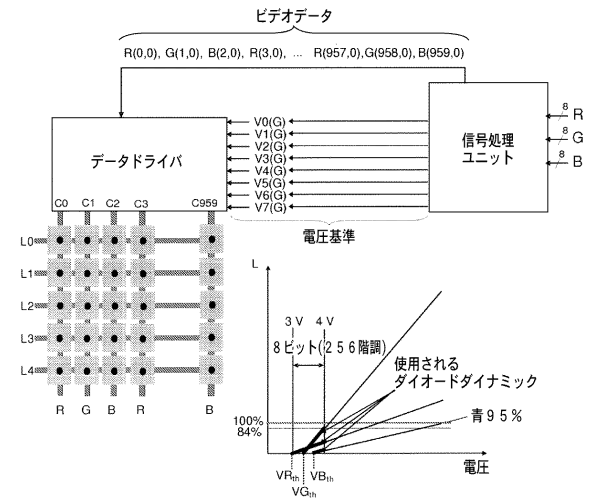 ビデオデータ
R(0,0), G(1,0), B(2,0), R(3,0), ... R(957,0),G(958,0),B(959,0)
データドライバ
V0(G)
V1(G)
V2(G)
V3(G)
V4(G)
V5(G)
V6(G)
V7(G)
電圧基準
信号処理
ユニット
8
R
8
G
8
B
C0 C1 C2 C3 C959
L0
L1
L2
L3
L4
R G B R B
L
3 V 4 V
8ビット(256階調)
使用される
ダイオードダイナミック
青95%
100%
84%
電圧
VRth
VGth
VBth